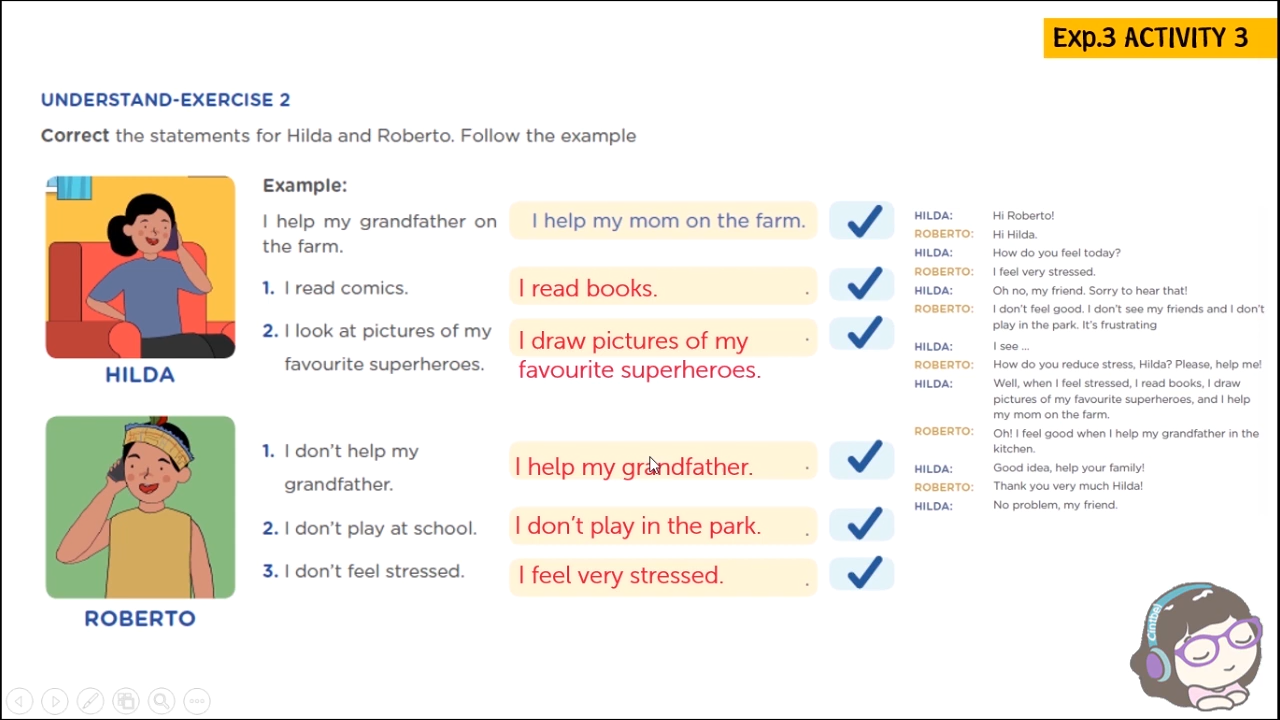 Exp.3 ACTIVITY 3
UNDERSTAND-EXERCISE 2
Correct the statements for Hilda and Roberto. Follow the example
HILDA
Example:
I help my grandfather on
the farm.
I help my mom on the farm.
1. I read comics.
I read books. .
2. I look at pictures of my
favourite superheroes.
I draw pictures of my .
favourite superheroes.
ROBERTO
1. I don't help my
grandfather.
I help my grandfather. .
2. I don't play at school.
I don't play in the park. .
3. I don't feel stressed.
I feel very stressed. .
HILDA: Hi Roberto!
ROBERTO: Hi Hilda.
HILDA: How do you feel today?
ROBERTO: I feel very stressed.
HILDA: Oh no, my friend. Sorry to hear that!
ROBERTO: I don't feel good. I don't see my friends and I don't
play in the park. It's frustrating
HILDA: I see ...
ROBERTO: How do you reduce stress, Hilda? Please, help me!
HILDA: Well, when I feel stressed, I read books, I draw
pictures of my favourite superheroes, and I help
my mom on the farm.
ROBERTO: Oh! I feel good when I help my grandfather in the
kitchen.
HILDA: Good idea, help your family!
ROBERTO: Thank you very much Hilda!
HILDA: No problem, my friend.
Cintbel